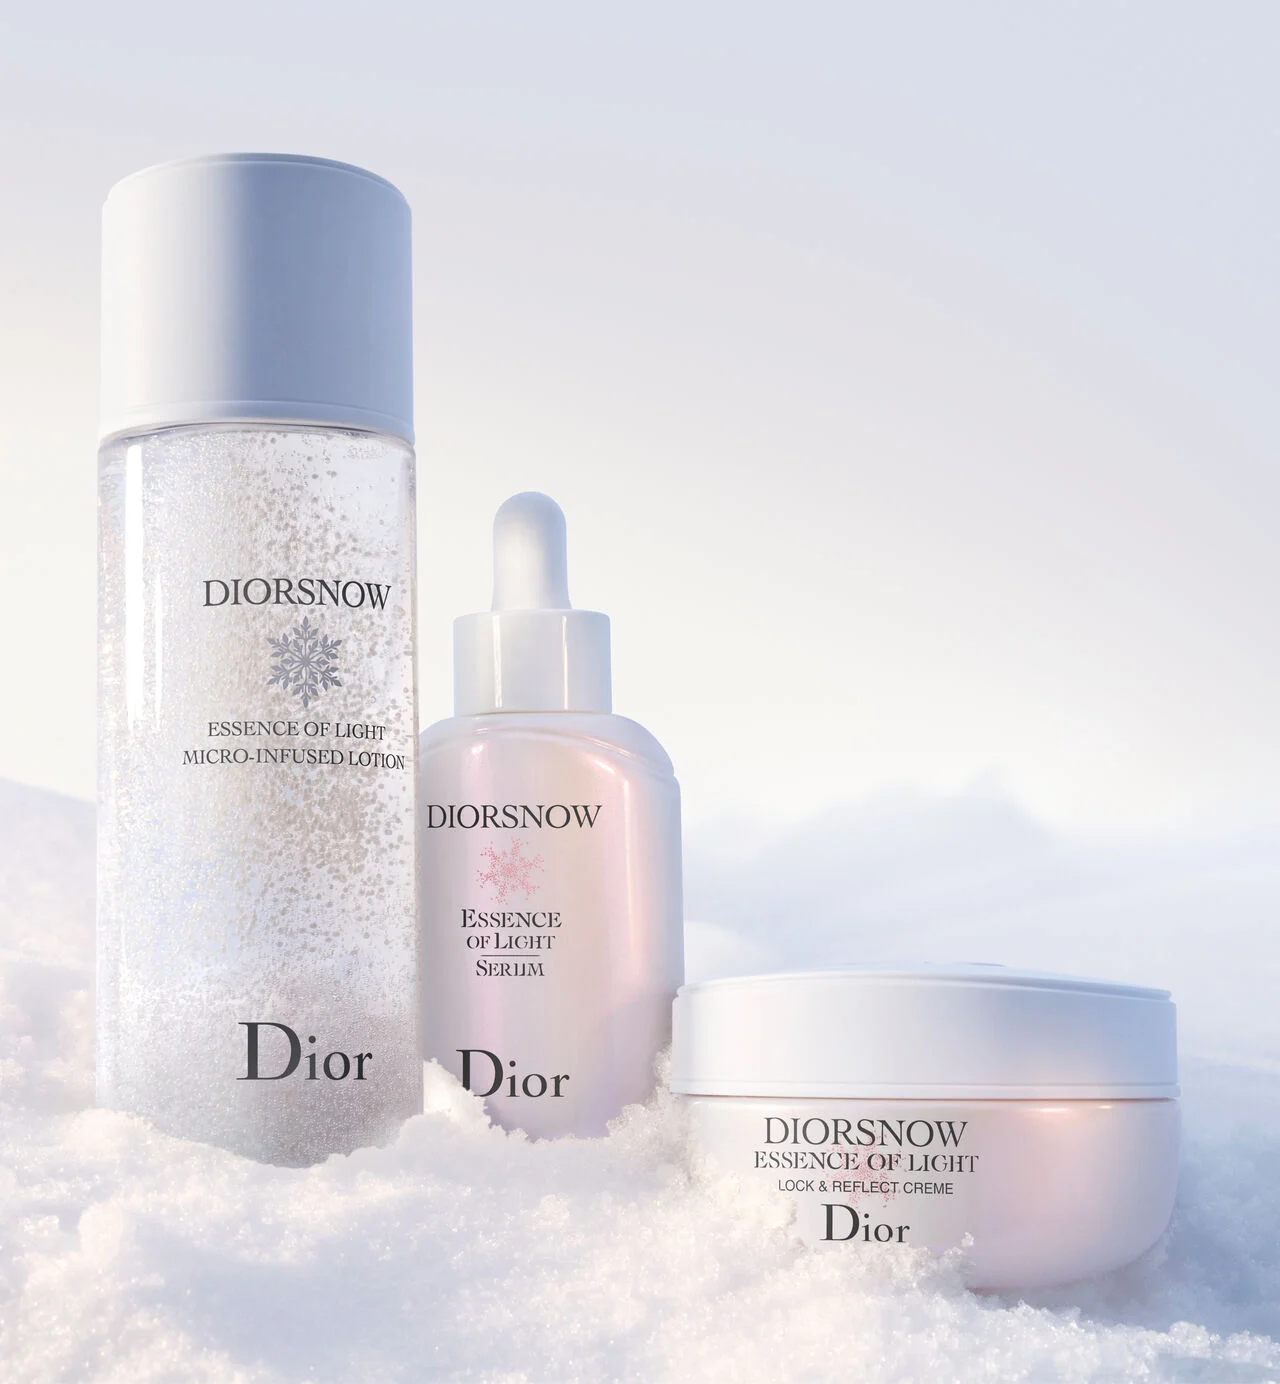 DIORSNOW
ESSENCE OF LIGHT
MICRO-INFUSED LOTION
Dior
DIORSNOW
ESSENCE
OF LIGHT
SERUM
Dior
DIORSNOW
ESSENCE OF LIGHT
LOCK & REFLECT CREME
Dior